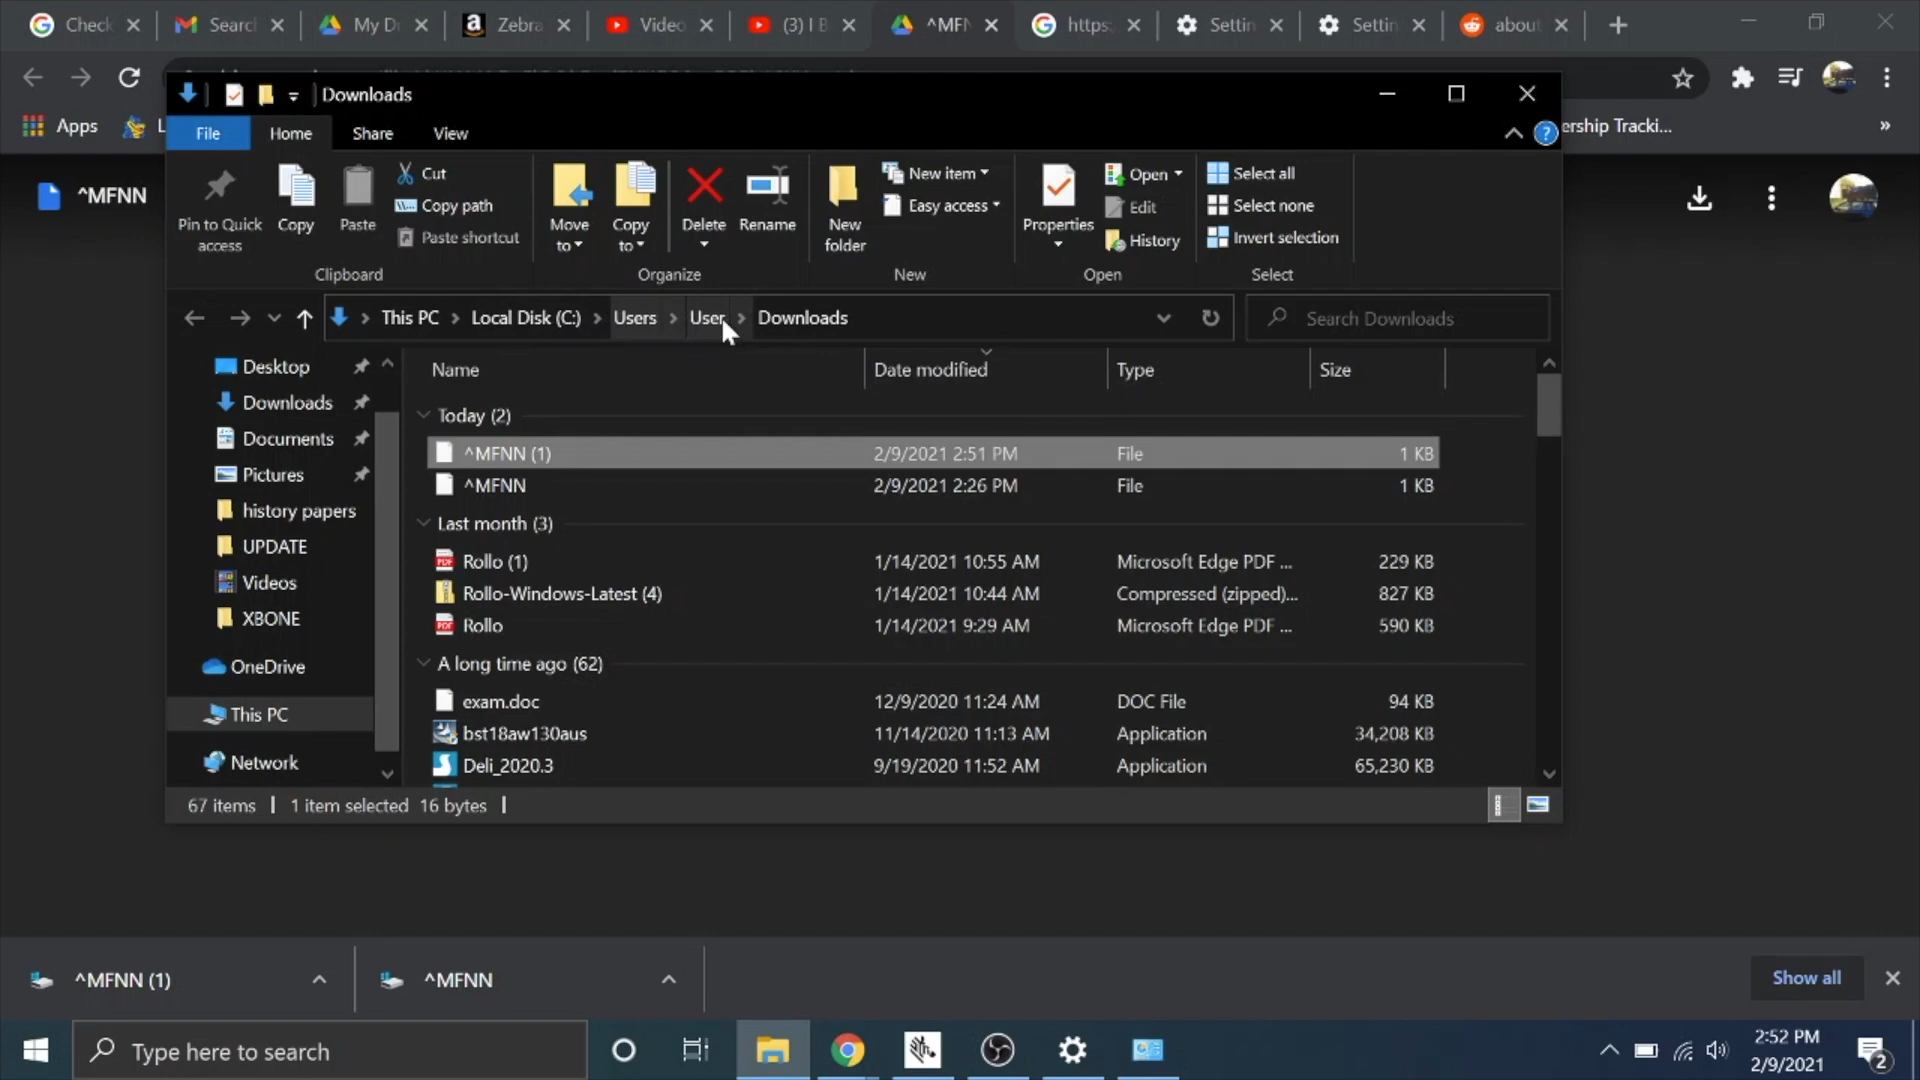 Check
Search
My Dr
Zebra
Video
(3) I B
^MFN
https:
Settin
Settin
about
Apps
ership Tracki...
»
^MFNN
Downloads
File
Home
Share
View
Pin to Quick access
Copy
Paste
Cut
Copy path
Paste shortcut
Clipboard
Move to
Copy to
Delete
Rename
Organize
New folder
New item
Easy access
New
Properties
Open
Edit
History
Open
Select all
Select none
Invert selection
Select
This PC > Local Disk (C:) > Users > User > Downloads
Search Downloads
Desktop
Downloads
Documents
Pictures
history papers
UPDATE
Videos
XBONE
OneDrive
This PC
Network
Name Date modified Type Size
Today (2)
^MFNN (1) 2/9/2021 2:51 PM File 1 KB
^MFNN 2/9/2021 2:26 PM File 1 KB
Last month (3)
Rollo (1) 1/14/2021 10:55 AM Microsoft Edge PDF ... 229 KB
Rollo-Windows-Latest (4) 1/14/2021 10:44 AM Compressed (zipped)... 827 KB
Rollo 1/14/2021 9:29 AM Microsoft Edge PDF ... 590 KB
A long time ago (62)
exam.doc 12/9/2020 11:24 AM DOC File 94 KB
bst18aw130aus 11/14/2020 11:13 AM Application 34,208 KB
Deli_2020.3 9/19/2020 11:52 AM Application 65,230 KB
67 items 1 item selected 16 bytes
^MFNN (1)
^MFNN
Show all
Type here to search
2:52 PM
2/9/2021
2